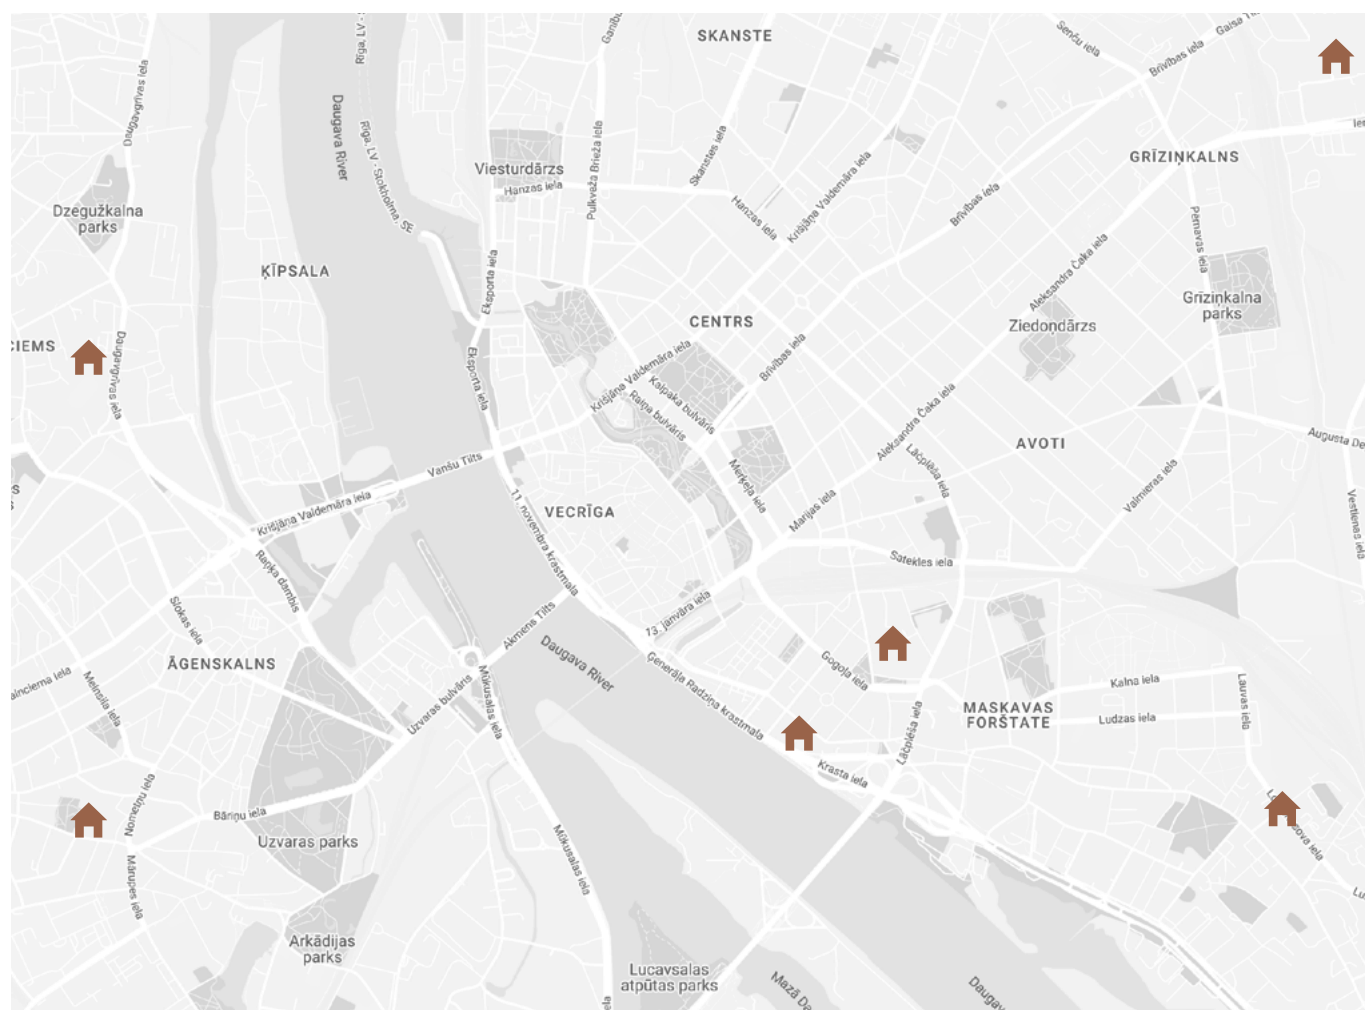 SKANSTE
Senču iela
Brīvības iela
Daugavgrīvas iela
Daugava River
Rīga, LV - Stokholma, SE
Pulkveža Brieža iela
Skanstes iela
Krišjāņa Valdemāra iela
GRĪZIŅKALNS
Viesturdārzs
Hanzas iela
Hanzas iela
Brīvības iela
Dzegužkalna
parks
Pērnavas iela
Aleksandra Čaka iela
ĶĪPSALA
Eksporta iela
Grīziņkalna
parks
CENTRS
Ziedoņdārzs
Daugavgrīvas iela
Eksporta iela
Krišjāņa Valdemāra iela
Brīvības iela
Kalpaka bulvāris
Raiņa bulvāris
Aleksandra Čaka iela
AVOTI
Vanšu Tilts
Merķeļa iela
Lāčplēša iela
Valmieras iela
Krišjāņa Valdemāra iela
11. novembra krastmala
VECRĪGA
Marijas iela
Vestienas iela
Satekles iela
Raņķa dambis
Slokas iela
Akmens Tilts
13. janvāra iela
Daugava River
ĀGENSKALNS
Ģenerāļa Radziņa krastmala
Gogoļa iela
Kalna iela
Lauvas iela
Melnsila iela
Uzvaras bulvāris
Mūkusalas iela
MASKAVAS
FORŠTATE
Ludzas iela
Lāčplēša iela
Krasta iela
Nometņu iela
Bāriņu iela
Uzvaras parks
Mūkusalas iela
Mārupes iela
Arkādijas
parks
Lucavsalas
atpūtas parks